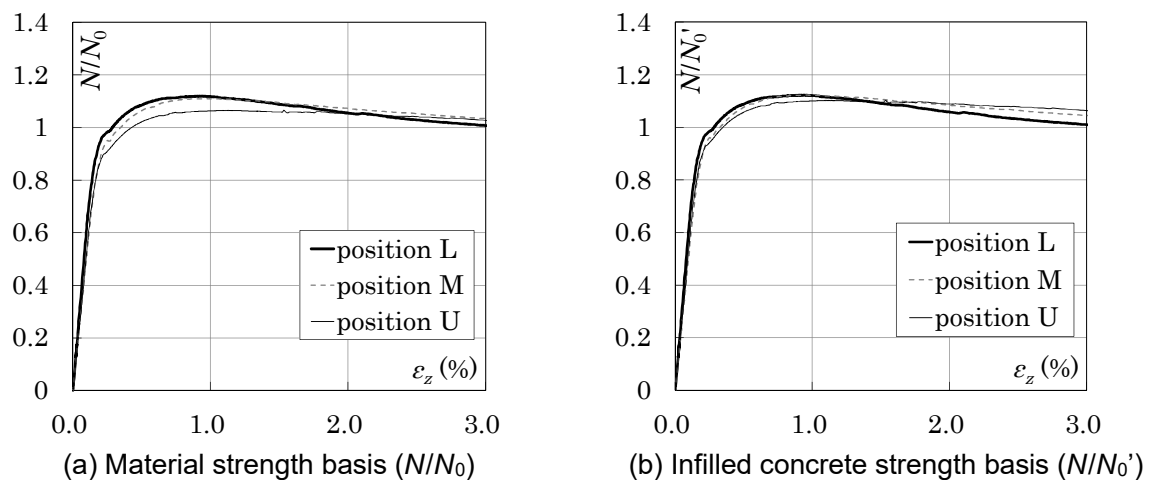 1.4
1.2
1
0.8
0.6
0.4
0.2
0
N/N0
position L
position M
position U
εz (%)
0.0 1.0 2.0 3.0
(a) Material strength basis (N/N0)
1.4
1.2
1
0.8
0.6
0.4
0.2
0
N/N0'
position L
position M
position U
εz (%)
0.0 1.0 2.0 3.0
(b) Infilled concrete strength basis (N/N0’)